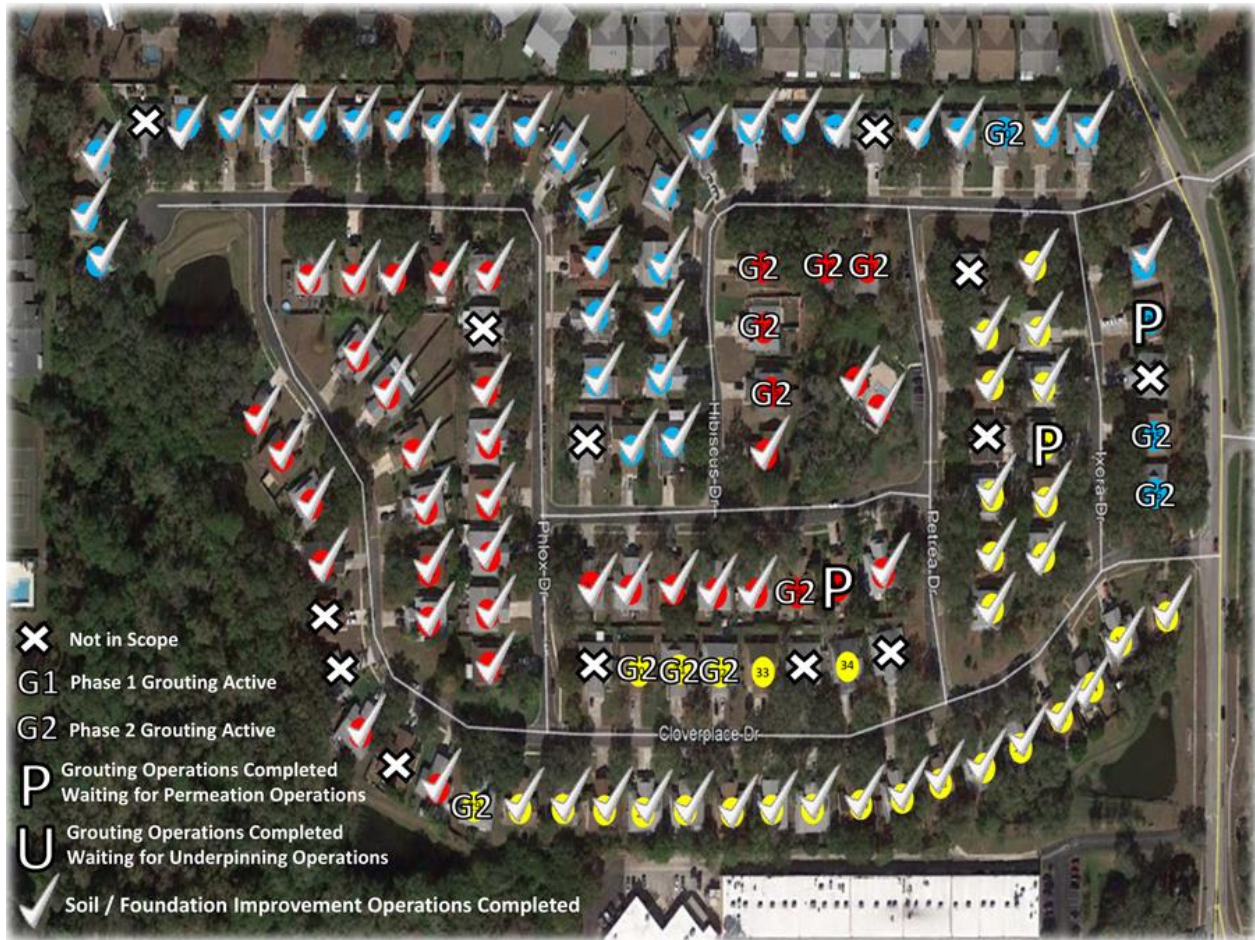 G2
G2 G2 G2
G2
P
G2
G2
P
G2
Hibiscus Dr
Ixora Dr
Phlox Dr
Petrea Dr
G2 P
G2 G2 G2 33 34
Cloverplace Dr
G2
Not in Scope
G1 Phase 1 Grouting Active
G2 Phase 2 Grouting Active
P Grouting Operations Completed
Waiting for Permeation Operations
U Grouting Operations Completed
Waiting for Underpinning Operations
Soil / Foundation Improvement Operations Completed